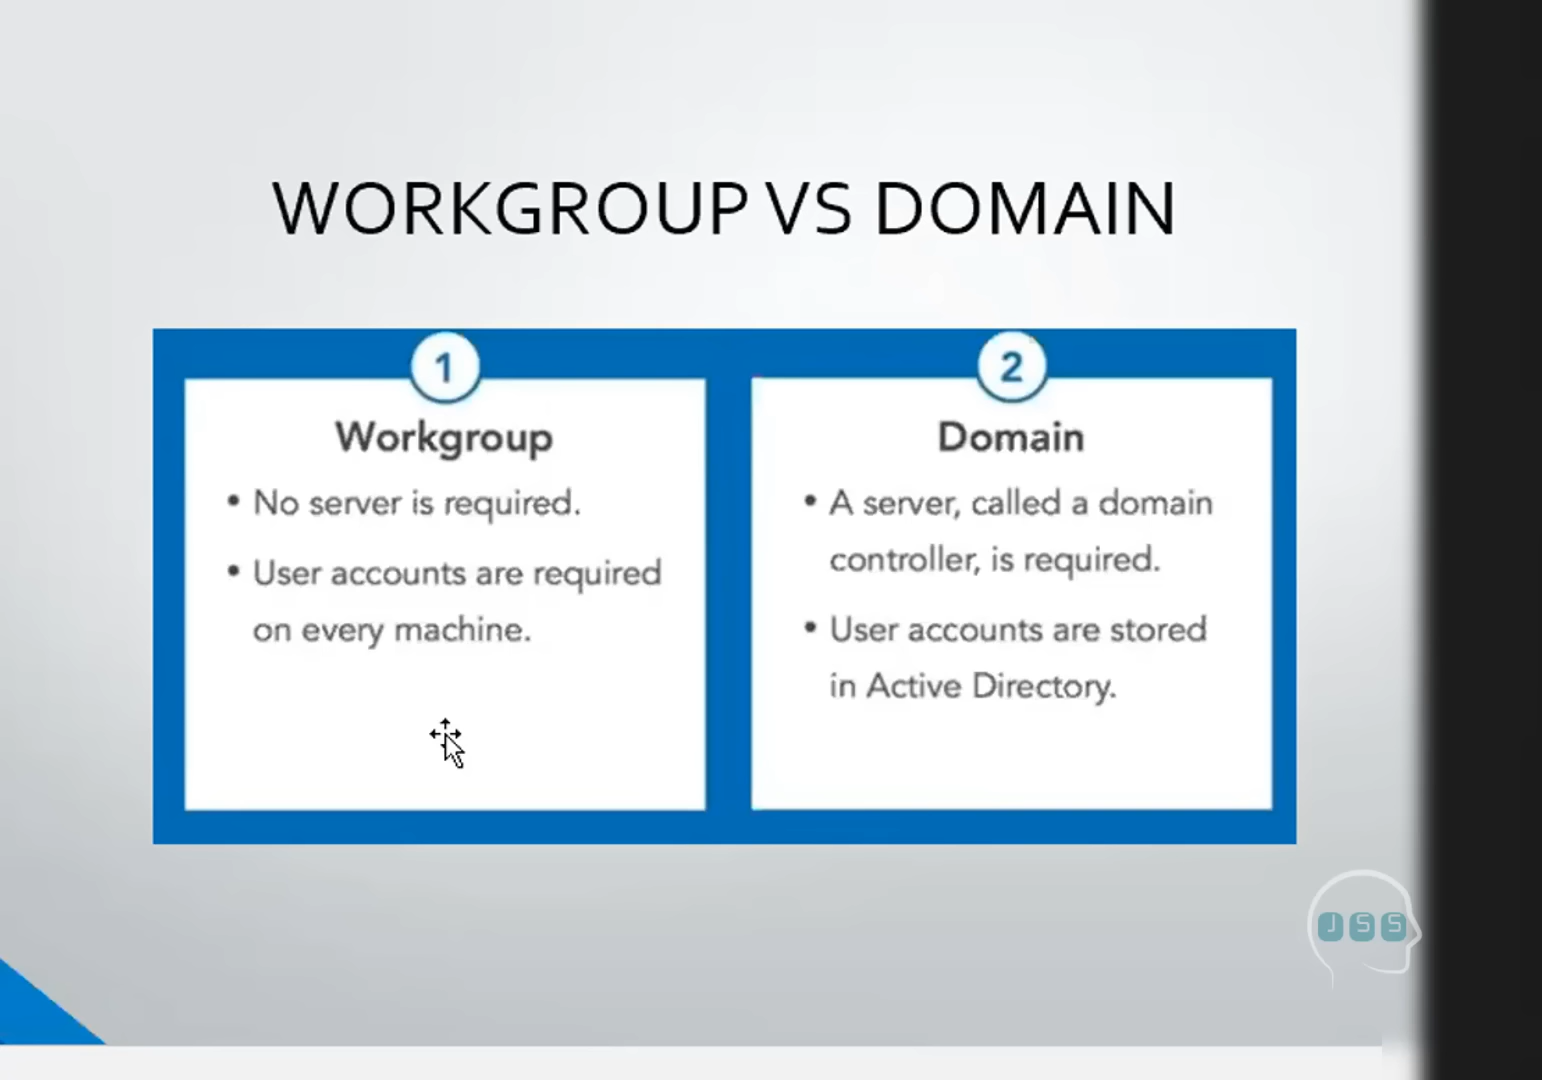 WORKGROUP VS DOMAIN
1
Workgroup
• No server is required.
• User accounts are required
on every machine.
2
Domain
• A server, called a domain
controller, is required.
• User accounts are stored
in Active Directory.
JSS